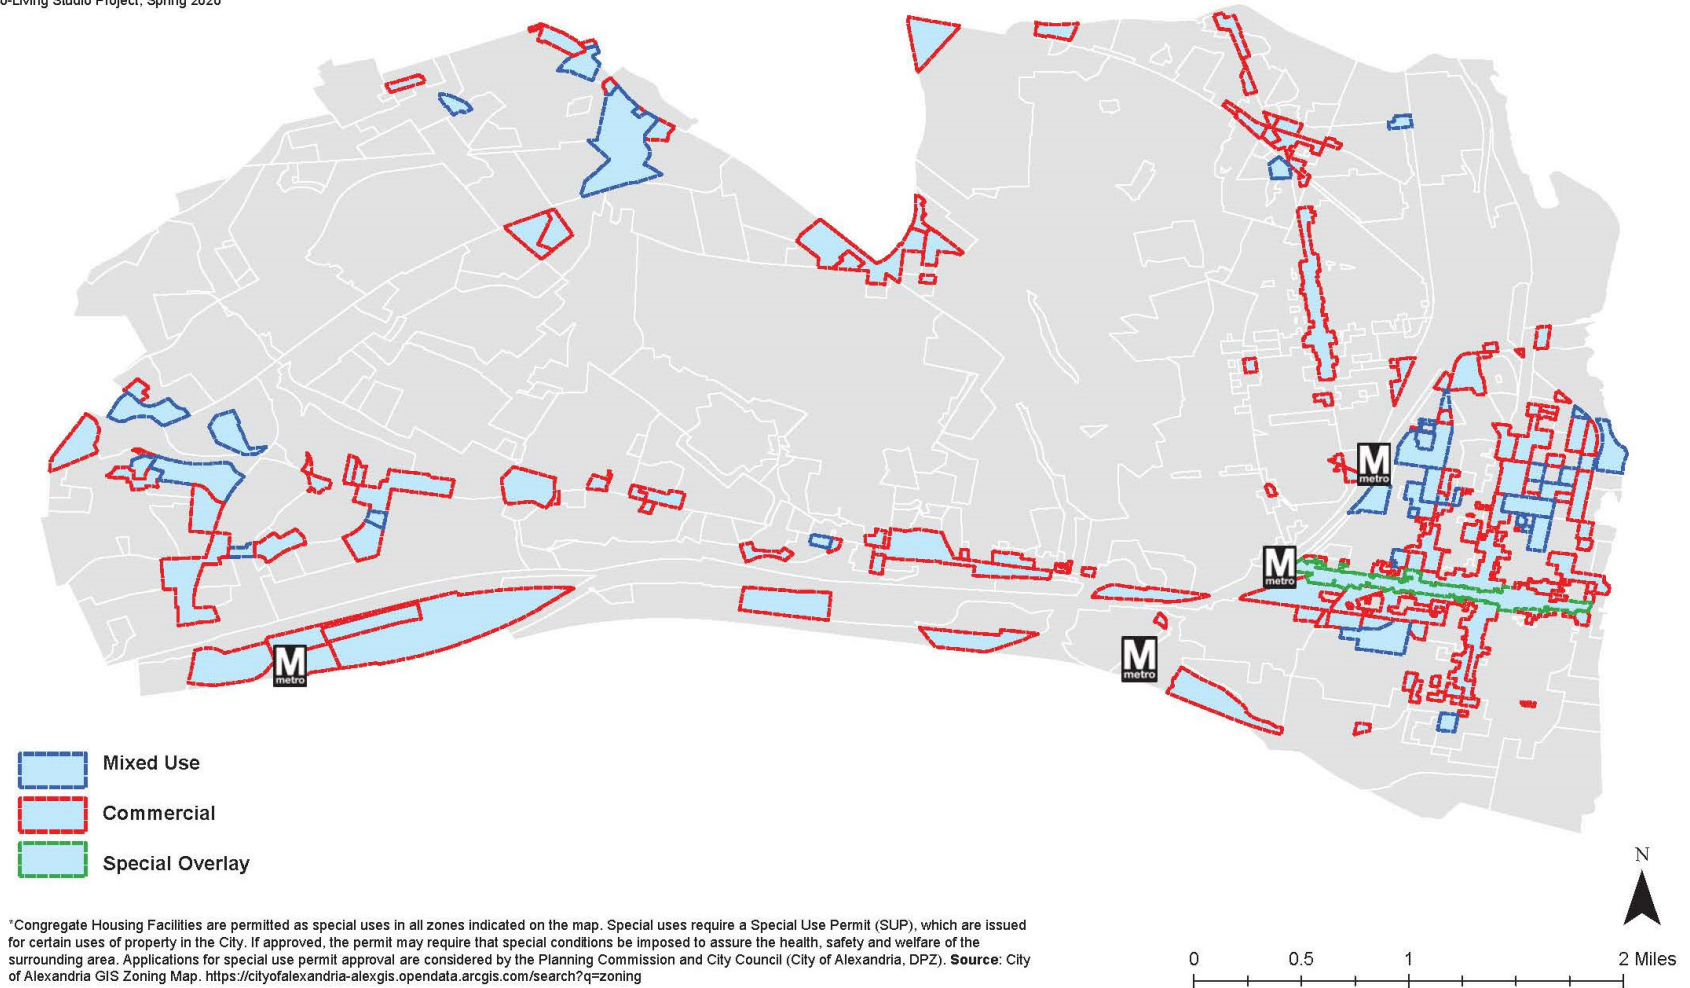 -Living Studio Project, Spring 2020
M
metro
M
metro
M
metro
M
metro
Mixed Use
Commercial
Special Overlay
N
*Congregate Housing Facilities are permitted as special uses in all zones indicated on the map. Special uses require a Special Use Permit (SUP), which are issued
for certain uses of property in the City. If approved, the permit may require that special conditions be imposed to assure the health, safety and welfare of the
surrounding area. Applications for special use permit approval are considered by the Planning Commission and City Council (City of Alexandria, DPZ). Source: City
of Alexandria GIS Zoning Map. https://cityofalexandria-alexgis.opendata.arcgis.com/search?q=zoning
0 0.5 1 2 Miles